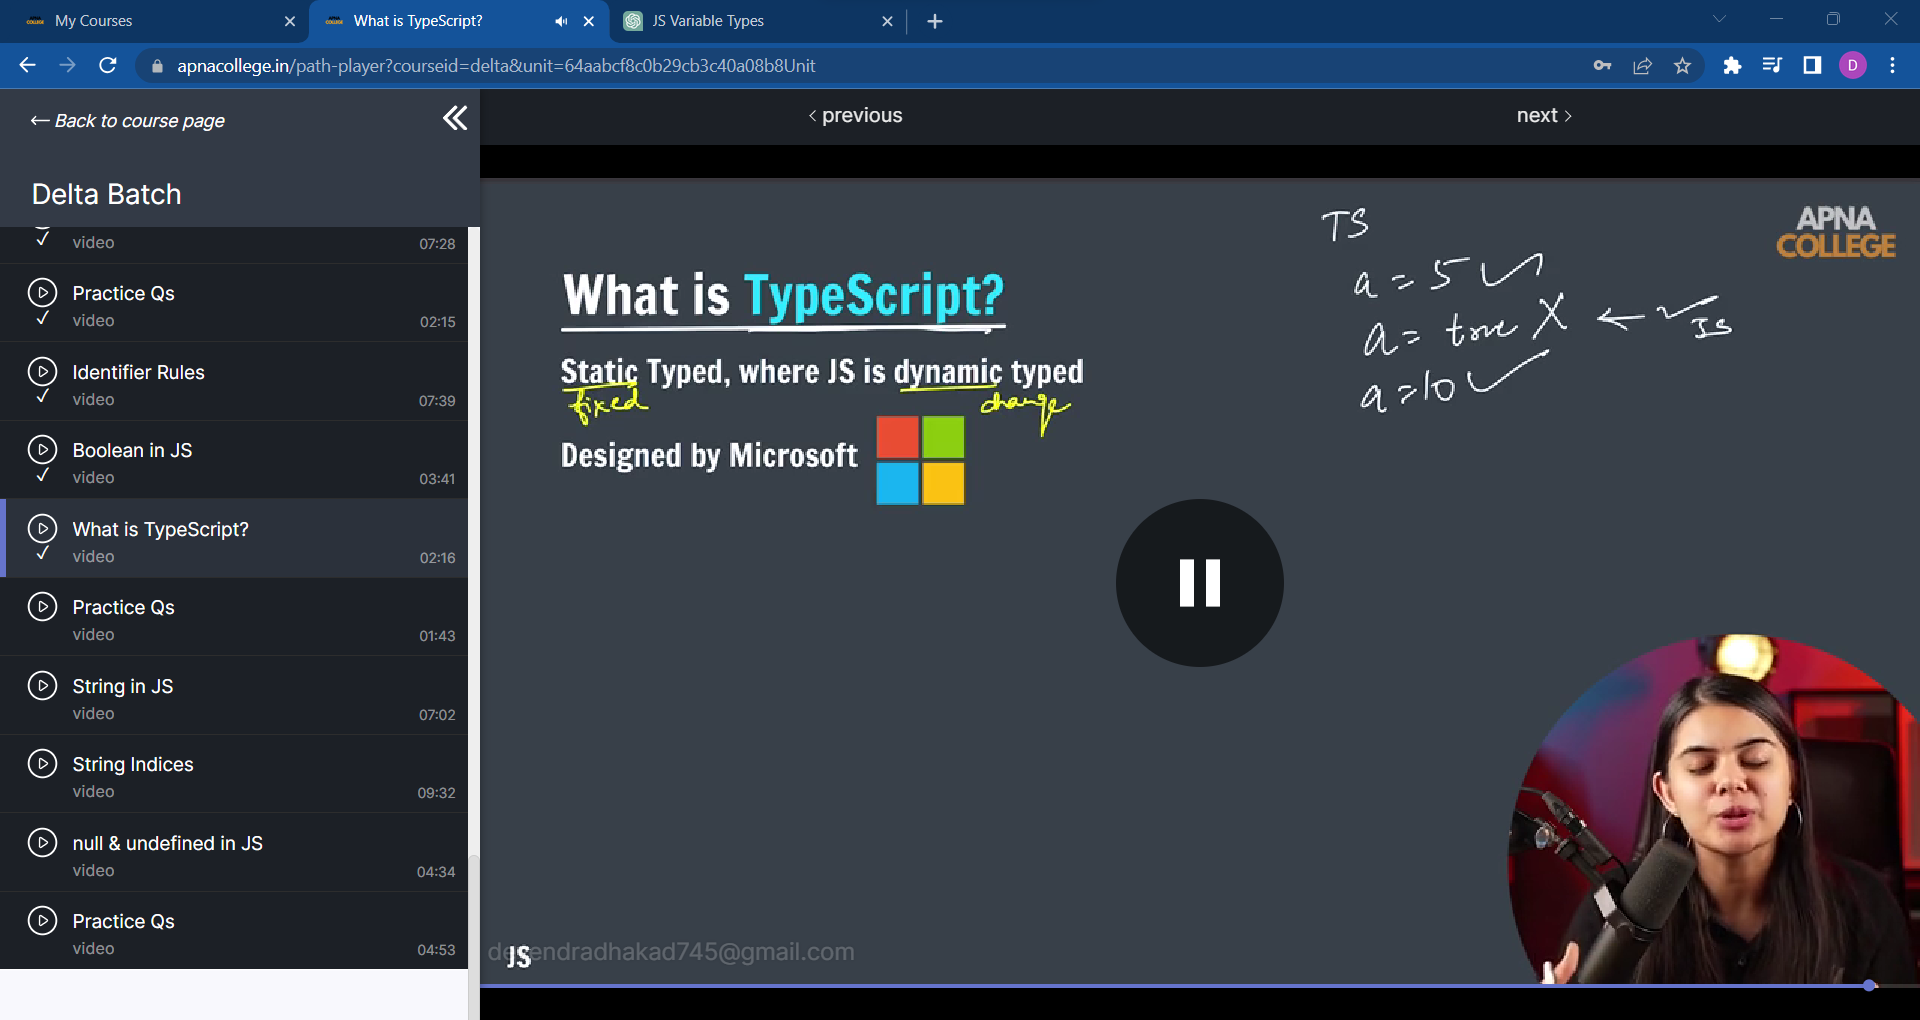 My Courses
What is TypeScript?
JS Variable Types
apnacollege.in/path-player?courseid=delta&unit=64aabcf8c0b29cb3c40a08b8Unit
D
← Back to course page
‹ previous
next ›
Delta Batch
video 07:28
Practice Qs
video 02:15
Identifier Rules
video 07:39
Boolean in JS
video 03:41
What is TypeScript?
video 02:16
Practice Qs
video 01:43
String in JS
video 07:02
String Indices
video 09:32
null & undefined in JS
video 04:34
Practice Qs
video 04:53
APNA
COLLEGE
What is TypeScript?
Static Typed, where JS is dynamic typed
fixed change
Designed by Microsoft
TS
a = 5 ✓
a = true X ← ✓ JS
a = 10 ✓
JS
endradhakad745@gmail.com